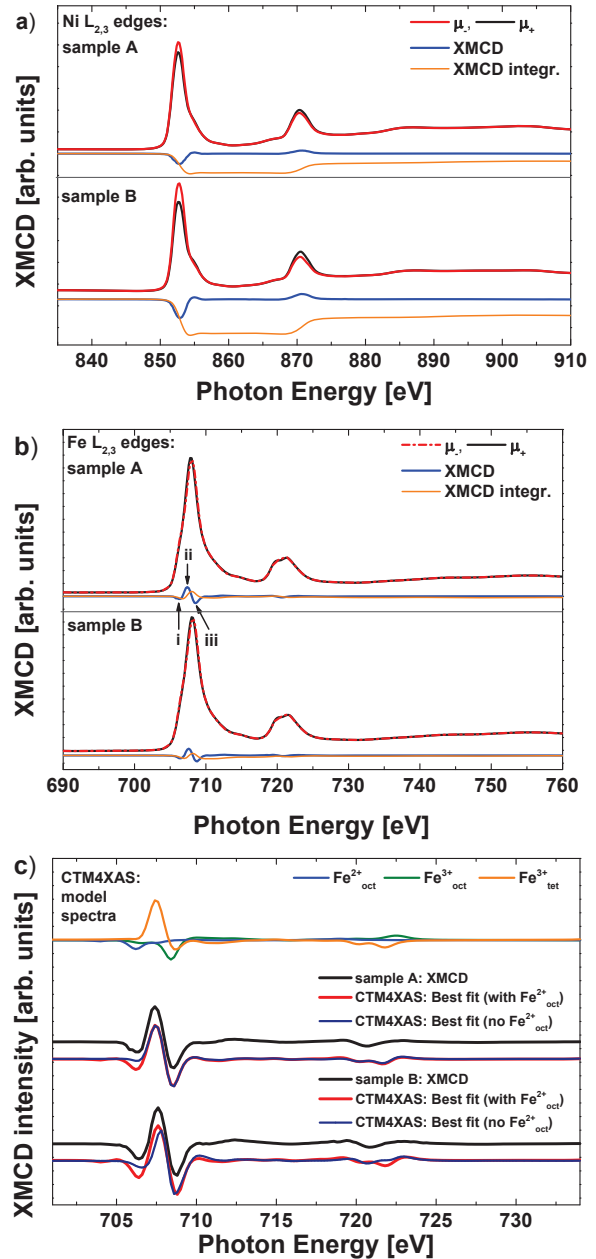 a)
Ni L2,3 edges:
sample A
μ-, μ+
XMCD
XMCD integr.
sample B
XMCD [arb. units]
840 850 860 870 880 890 900 910
Photon Energy [eV]
b)
Fe L2,3 edges:
sample A
μ-, μ+
XMCD
XMCD integr.
ii
i
iii
sample B
XMCD [arb. units]
690 700 710 720 730 740 750 760
Photon Energy [eV]
c)
CTM4XAS:
model
spectra
Fe2+oct Fe3+oct Fe3+tet
sample A: XMCD
CTM4XAS: Best fit (with Fe2+oct)
CTM4XAS: Best fit (no Fe2+oct)
sample B: XMCD
CTM4XAS: Best fit (with Fe2+oct)
CTM4XAS: Best fit (no Fe2+oct)
XMCD intensity [arb. units]
705 710 715 720 725 730
Photon Energy [eV]